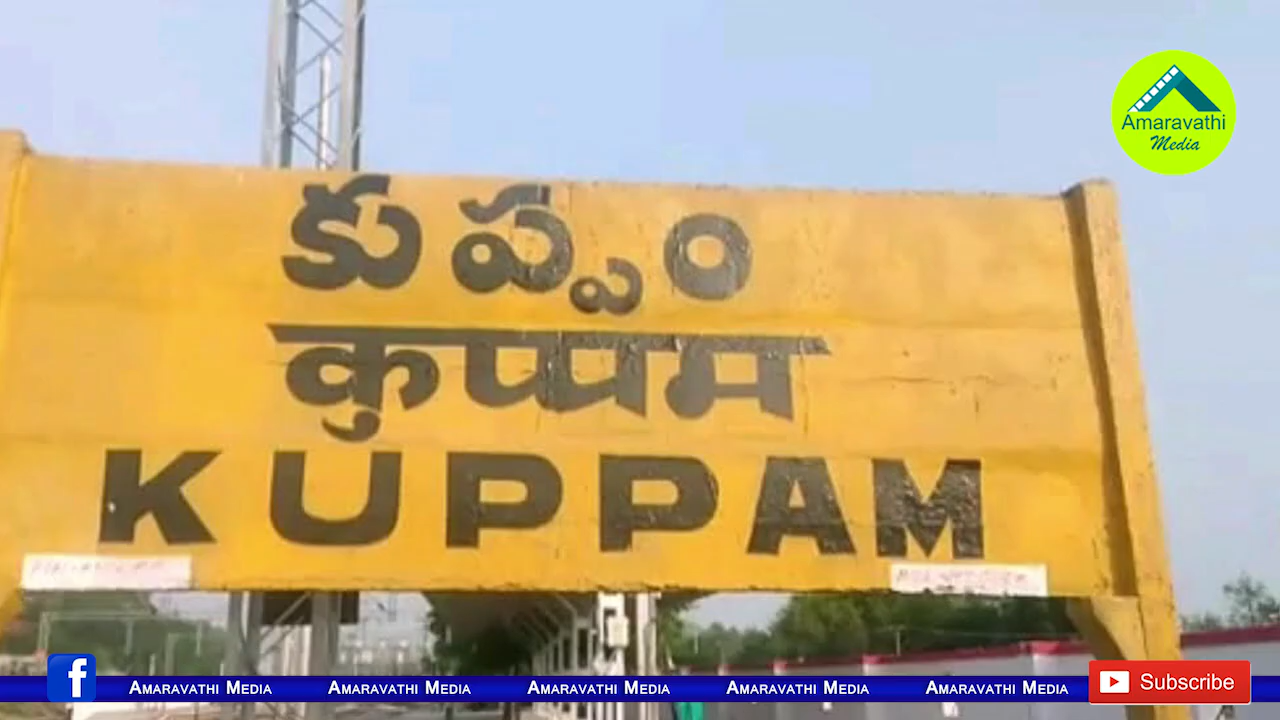 Amaravathi
Media
కుప్పం
कुप्पम
KUPPAM
Amaravathi Media Amaravathi Media Amaravathi Media Amaravathi Media Amaravathi Media
Subscribe